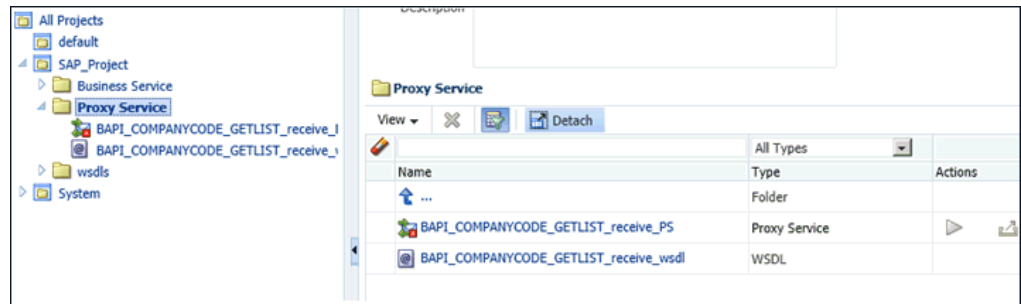 All Projects
default
SAP_Project
Business Service
Proxy Service
BAPI_COMPANYCODE_GETLIST_receive_
BAPI_COMPANYCODE_GETLIST_receive_
wsdls
System
Description
Proxy Service
View
Detach
All Types
Name Type Actions
... Folder
BAPI_COMPANYCODE_GETLIST_receive_PS Proxy Service
BAPI_COMPANYCODE_GETLIST_receive_wsdl WSDL